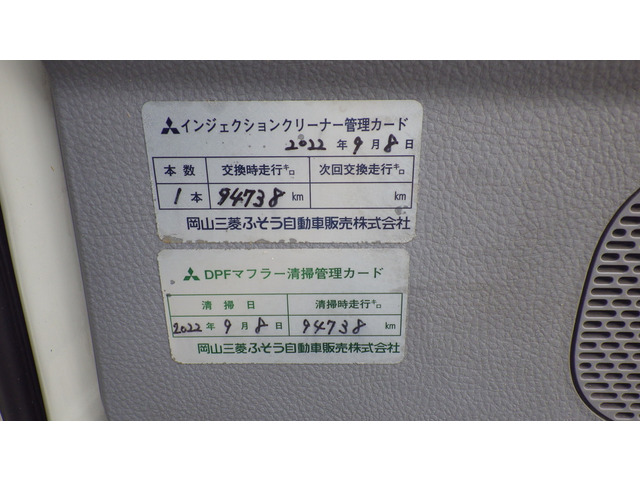 インジェクションクリーナー管理カード
2022 年 9 月 8 日
本数 交換時走行キロ 次回交換走行キロ
1 本 94738 km km
岡山三菱ふそう自動車販売株式会社
DPFマフラー清掃管理カード
清掃日 清掃時走行キロ
2022 年 9 月 8 日 94738 km
岡山三菱ふそう自動車販売株式会社